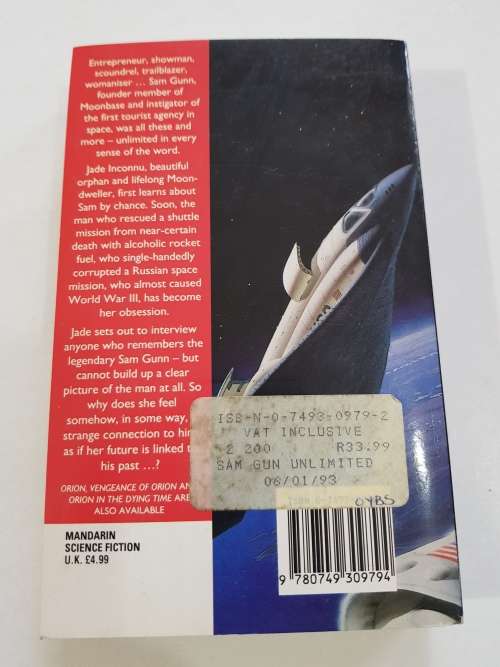 Entrepreneur, showman,
scoundrel, trailblazer,
womaniser ... Sam Gunn,
founder member of
Moonbase and instigator of
the first tourist agency in
space, was all these and
more – unlimited in every
sense of the word.
Jade Inconnu, beautiful
orphan and lifelong Moon-
dweller, first learns about
Sam by chance. Soon, the
man who rescued a shuttle
mission from near-certain
death with alcoholic rocket
fuel, who single-handedly
corrupted a Russian space
mission, who almost caused
World War III, has become
her obsession.
Jade sets out to interview
anyone who remembers the
legendary Sam Gunn – but
cannot build up a clear
picture of the man at all. So
why does she feel
somehow, in some way,
strange connection to
as if her future is linked
his past ...?
ORION, VENGEANCE OF ORION
ORION IN THE DYING TIME ARE
ALSO AVAILABLE
MANDARIN
SCIENCE FICTION
U.K. £4.99
ISB-N-0-7493-0979-2
VAT INCLUSIVE
2 200 R33.99
SAM GUN UNLIMITED
06/01/93
9 780749 309794